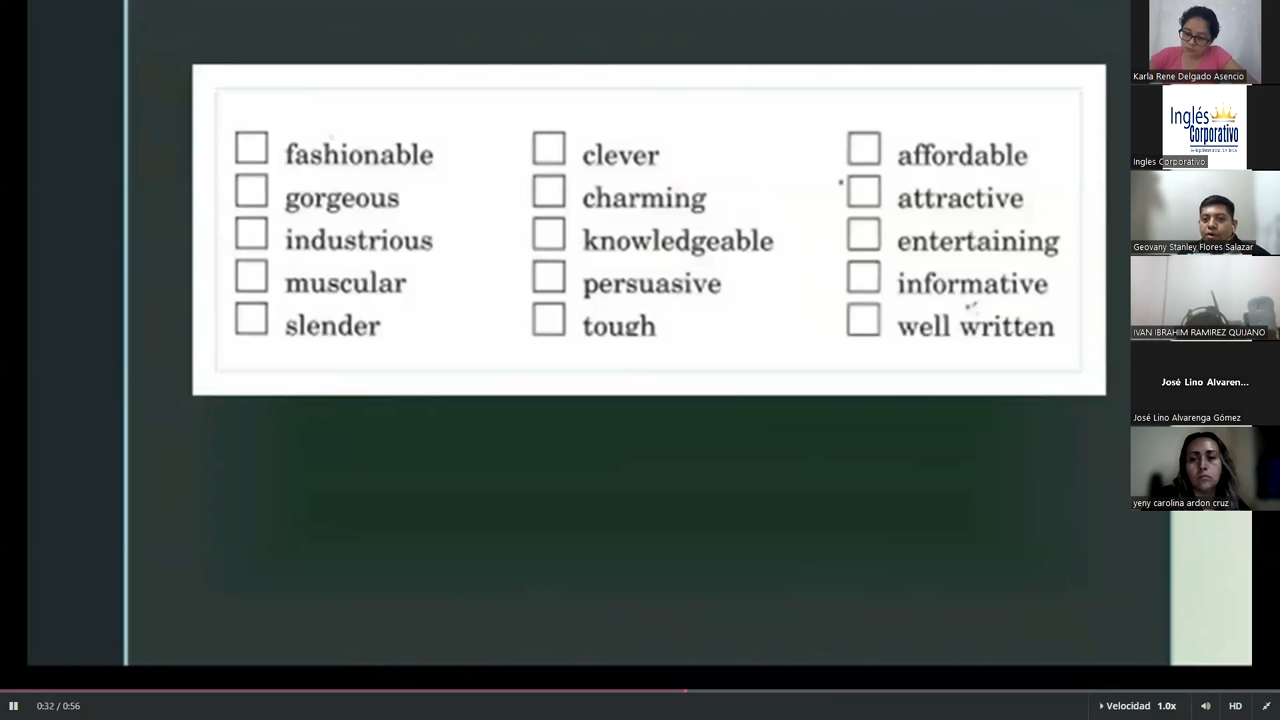 fashionable
gorgeous
industrious
muscular
slender
clever
charming
knowledgeable
persuasive
tough
affordable
attractive
entertaining
informative
well written
Karla Rene Delgado Asencio
Inglés
Corporativo
Ingles Corporativo
Geovany Stanley Flores Salazar
IVAN IBRAHIM RAMIREZ QUIJANO
José Lino Alvaren...
José Lino Alvarenga Gómez
yeny carolina ardon cruz
0:32 / 0:56
Velocidad 1.0x
HD